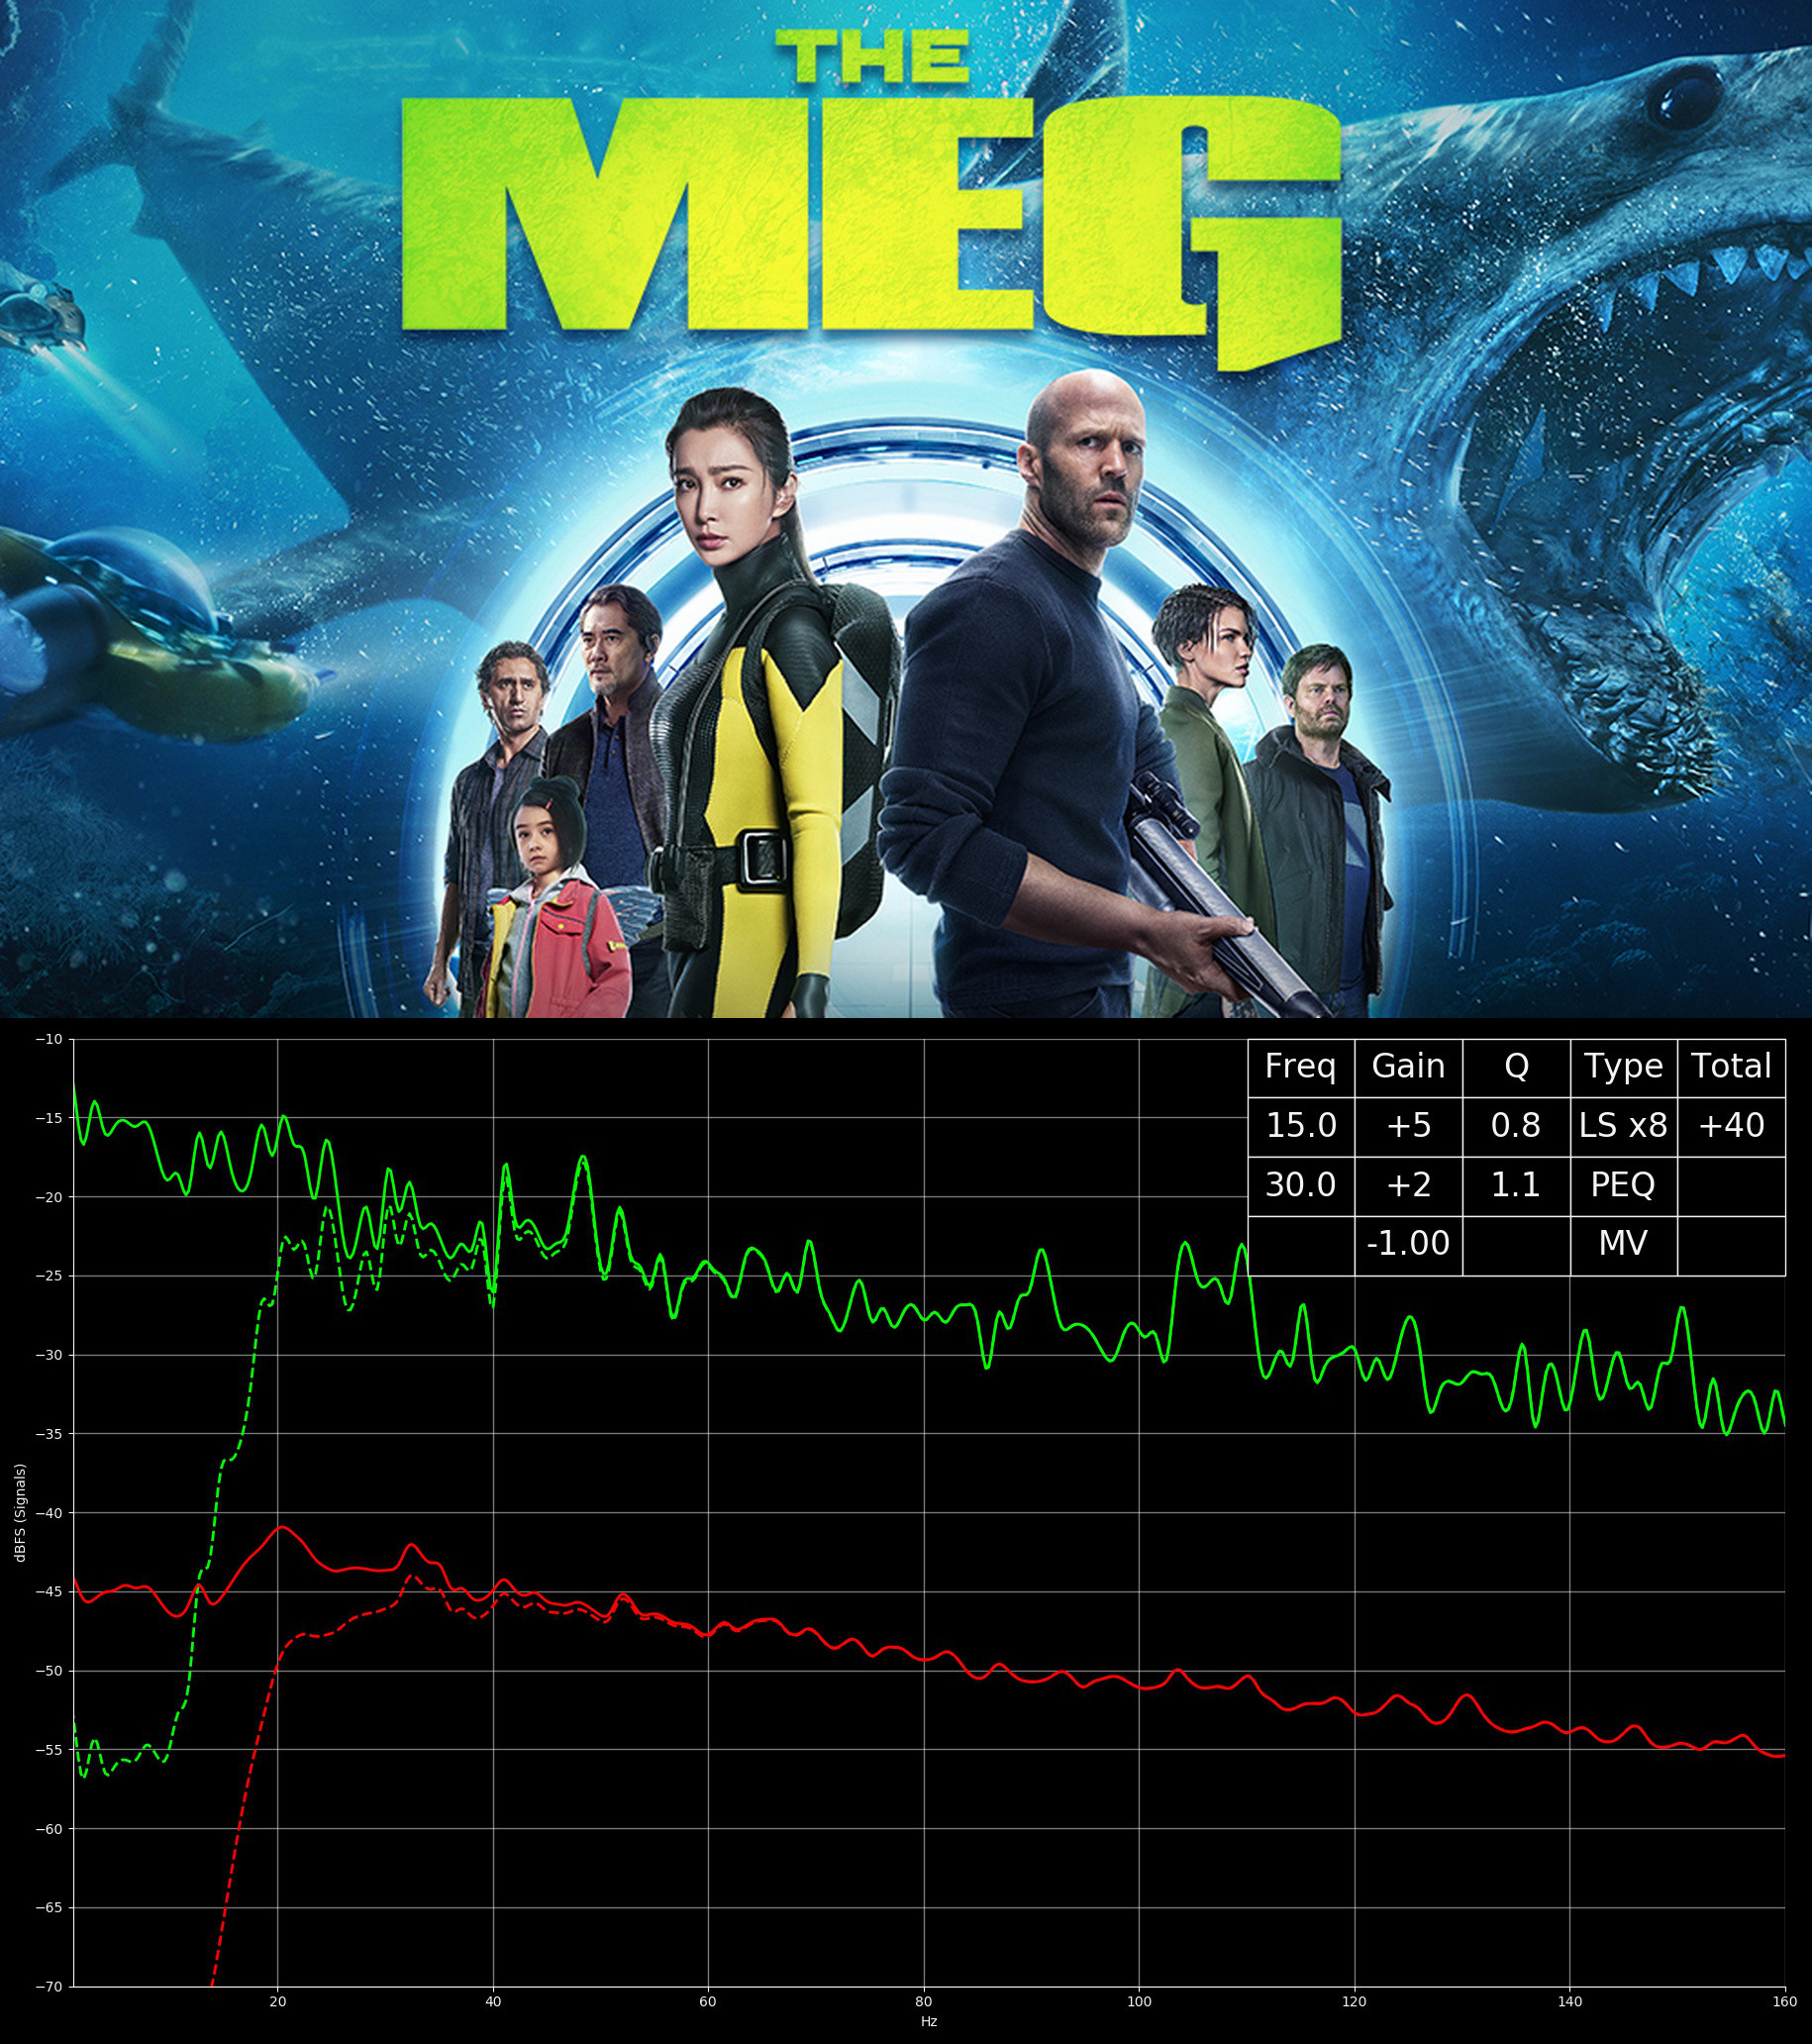 THE
MEG
Freq Gain Q Type Total
15.0 +5 0.8 LS x8 +40
30.0 +2 1.1 PEQ
-1.00 MV
−10
−15
−20
−25
−30
−35
−40
−45
−50
−55
−60
−65
−70
dBFS (Signals)
20 40 60 80 100 120 140 160
Hz